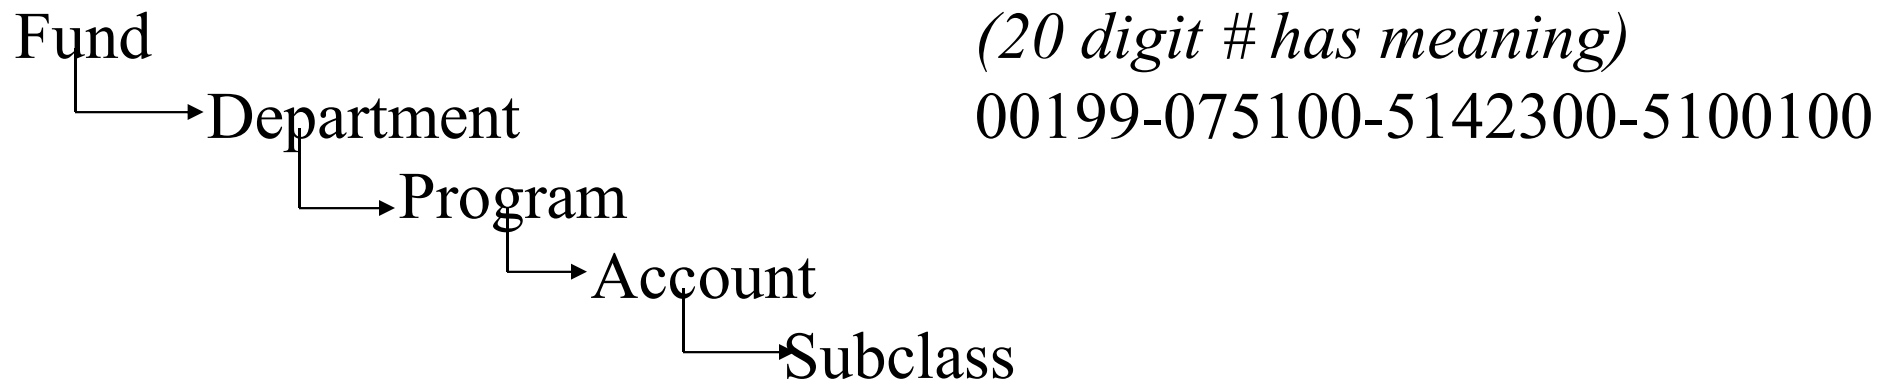 Fund (20 digit # has meaning)
Department 00199-075100-5142300-5100100
Program
Account
Subclass